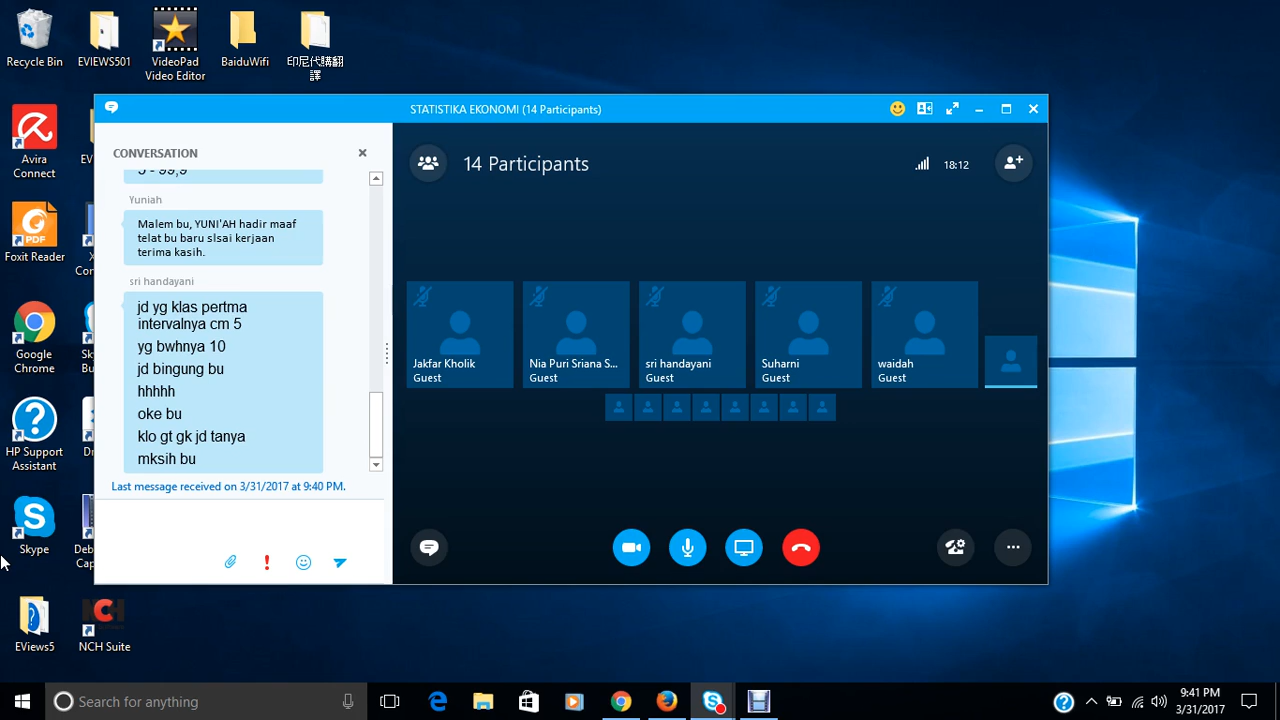 Recycle Bin
EVIEWS501
VideoPad
Video Editor
BaiduWifi
印尼代購翻
譯
Avira
Connect
Foxit Reader
PDF
Google
Chrome
HP Support
Assistant
Skype
EViews5
NCH Suite
NCH
STATISTIKA EKONOMI (14 Participants)
CONVERSATION
5 - 99,9
Yuniah
Malem bu, YUNI'AH hadir maaf
telat bu baru slsai kerjaan
terima kasih.
sri handayani
jd yg klas pertma
intervalnya cm 5
yg bwhnya 10
jd bingung bu
hhhhh
oke bu
klo gt gk jd tanya
mksih bu
Last message received on 3/31/2017 at 9:40 PM.
14 Participants
18:12
Jakfar Kholik
Guest
Nia Puri Sriana S...
Guest
sri handayani
Guest
Suharni
Guest
waidah
Guest
Search for anything
9:41 PM
3/31/2017